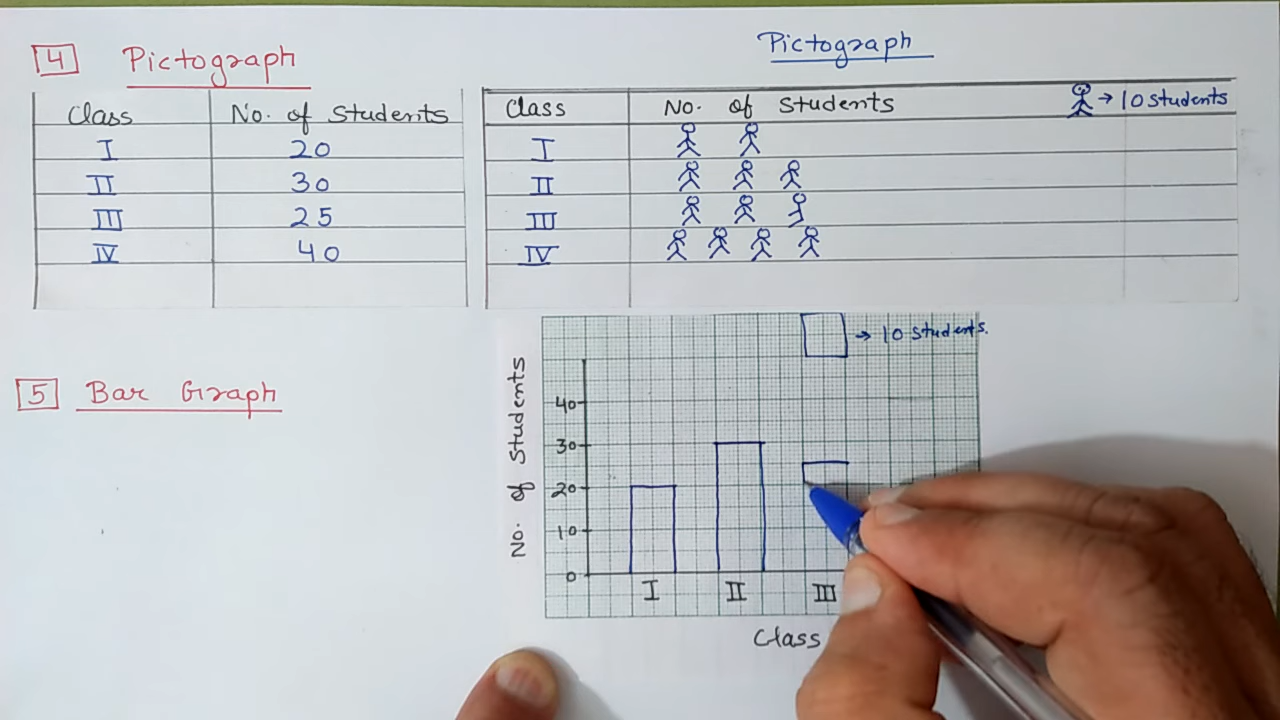 4 Pictograph
Class No. of Students
I 20
II 30
III 25
IV 40
Pictograph
Class No. of Students → 10 students
I
II
III
IV
5 Bar Graph
→ 10 students.
No. of Students
40
30
20
10
0
I II III
Class